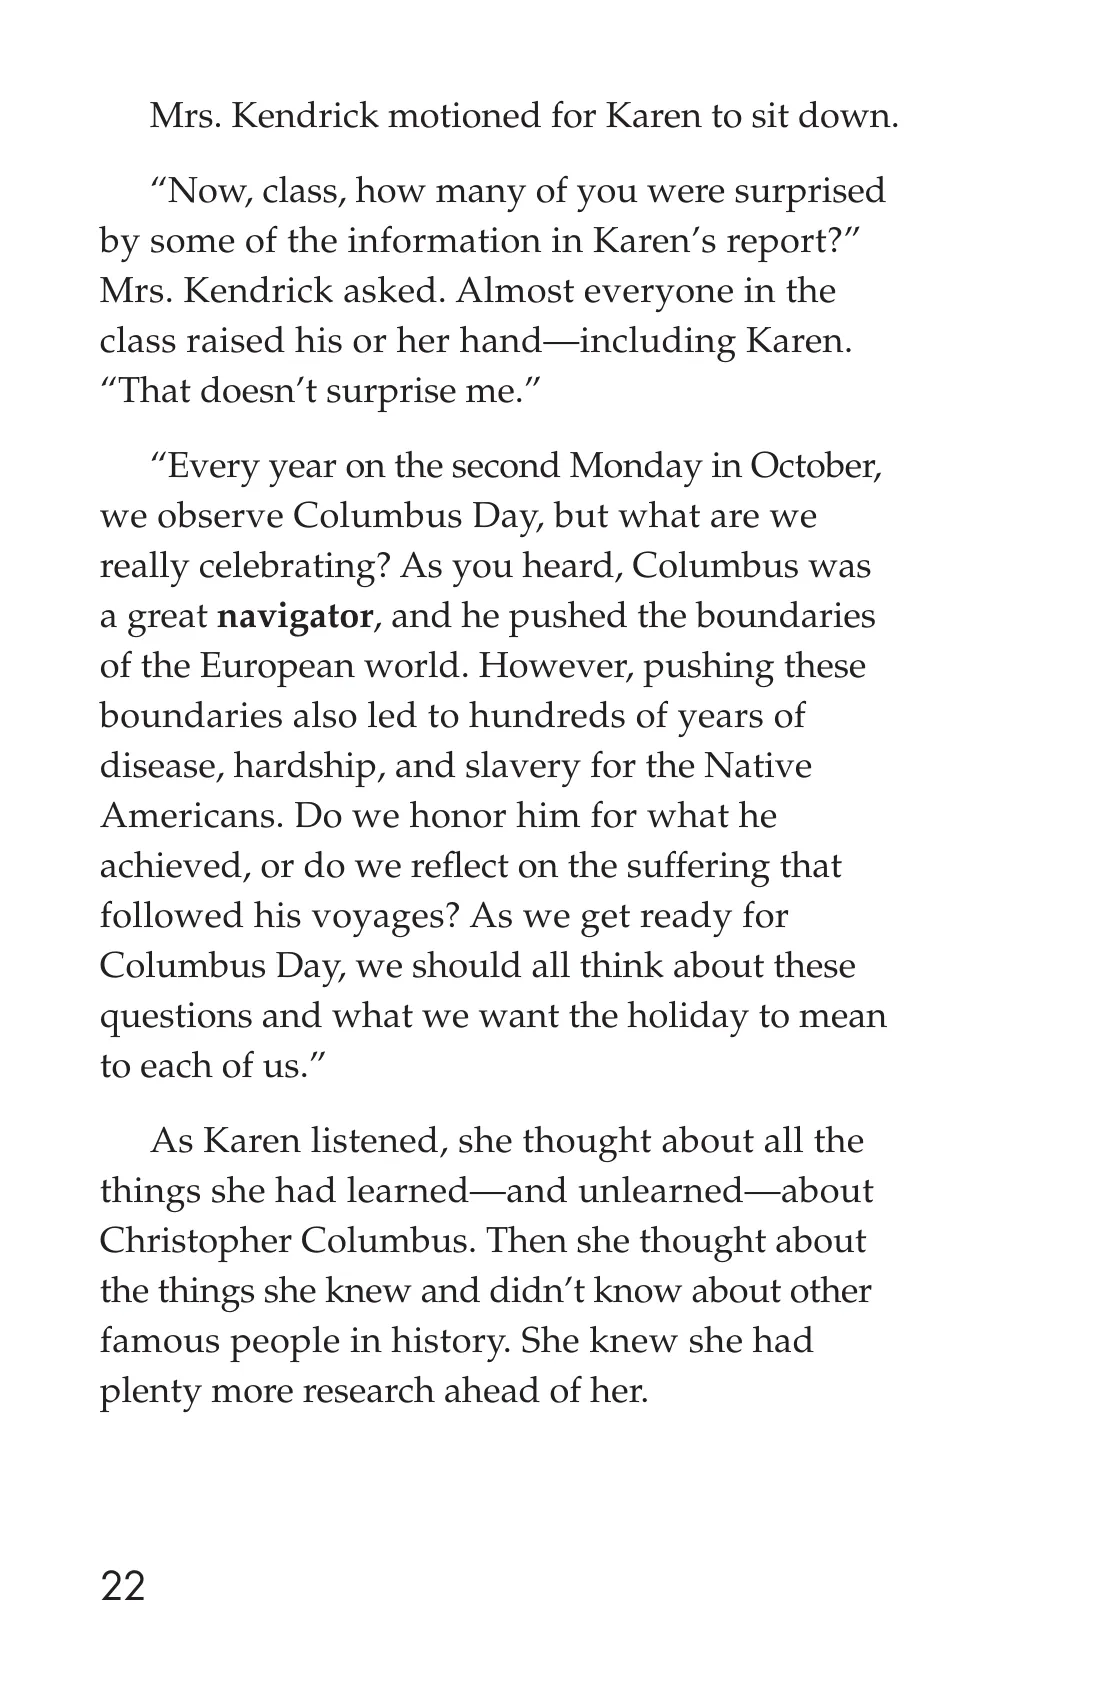 Mrs. Kendrick motioned for Karen to sit down.
“Now, class, how many of you were surprised
by some of the information in Karen’s report?”
Mrs. Kendrick asked. Almost everyone in the
class raised his or her hand—including Karen.
“That doesn’t surprise me.”
“Every year on the second Monday in October,
we observe Columbus Day, but what are we
really celebrating? As you heard, Columbus was
a great navigator, and he pushed the boundaries
of the European world. However, pushing these
boundaries also led to hundreds of years of
disease, hardship, and slavery for the Native
Americans. Do we honor him for what he
achieved, or do we reflect on the suffering that
followed his voyages? As we get ready for
Columbus Day, we should all think about these
questions and what we want the holiday to mean
to each of us.”
As Karen listened, she thought about all the
things she had learned—and unlearned—about
Christopher Columbus. Then she thought about
the things she knew and didn’t know about other
famous people in history. She knew she had
plenty more research ahead of her.
22